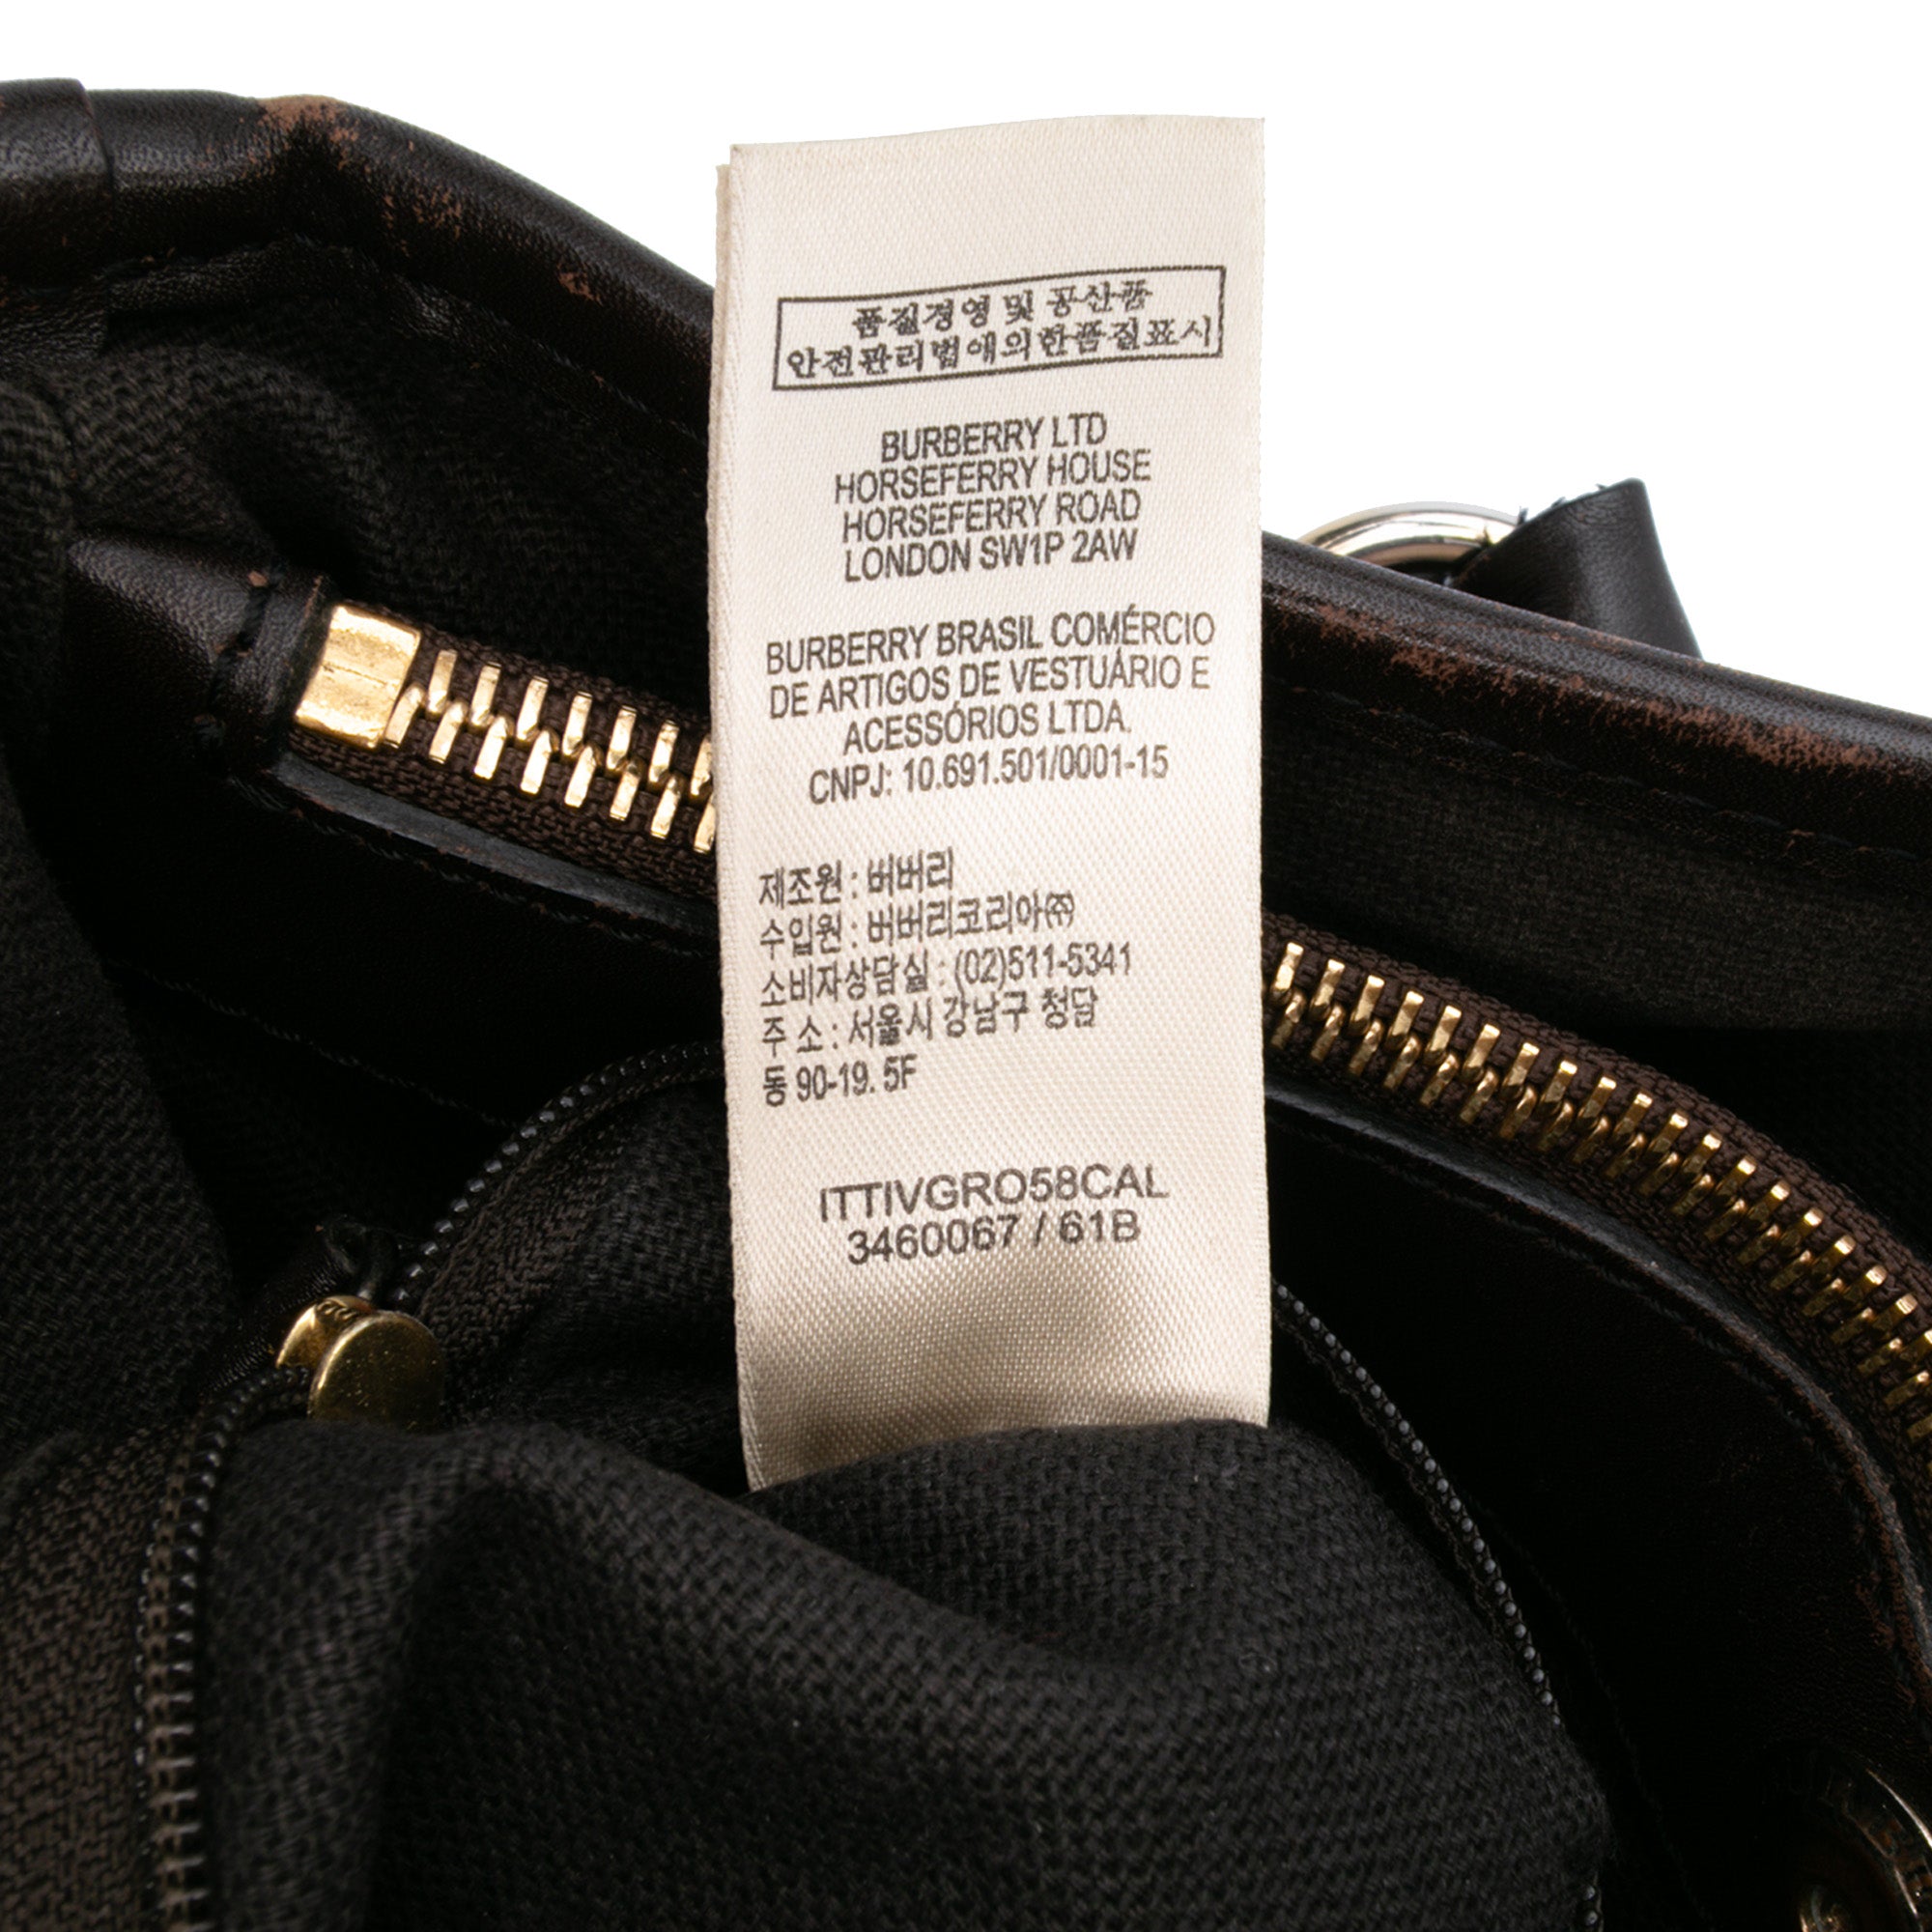 품질경영 및 공산품
안전관리법에의한품질표시
BURBERRY LTD
HORSEFERRY HOUSE
HORSEFERRY ROAD
LONDON SW1P 2AW
BURBERRY BRASIL COMÉRCIO
DE ARTIGOS DE VESTUÁRIO E
ACESSÓRIOS LTDA.
CNPJ: 10.691.501/0001-15
제조원 : 버버리
수입원 : 버버리코리아㈜
소비자상담실 : (02)511-5341
주 소 : 서울시 강남구 청담
동 90-19. 5F
ITTIVGRO58CAL
3460067 / 61B